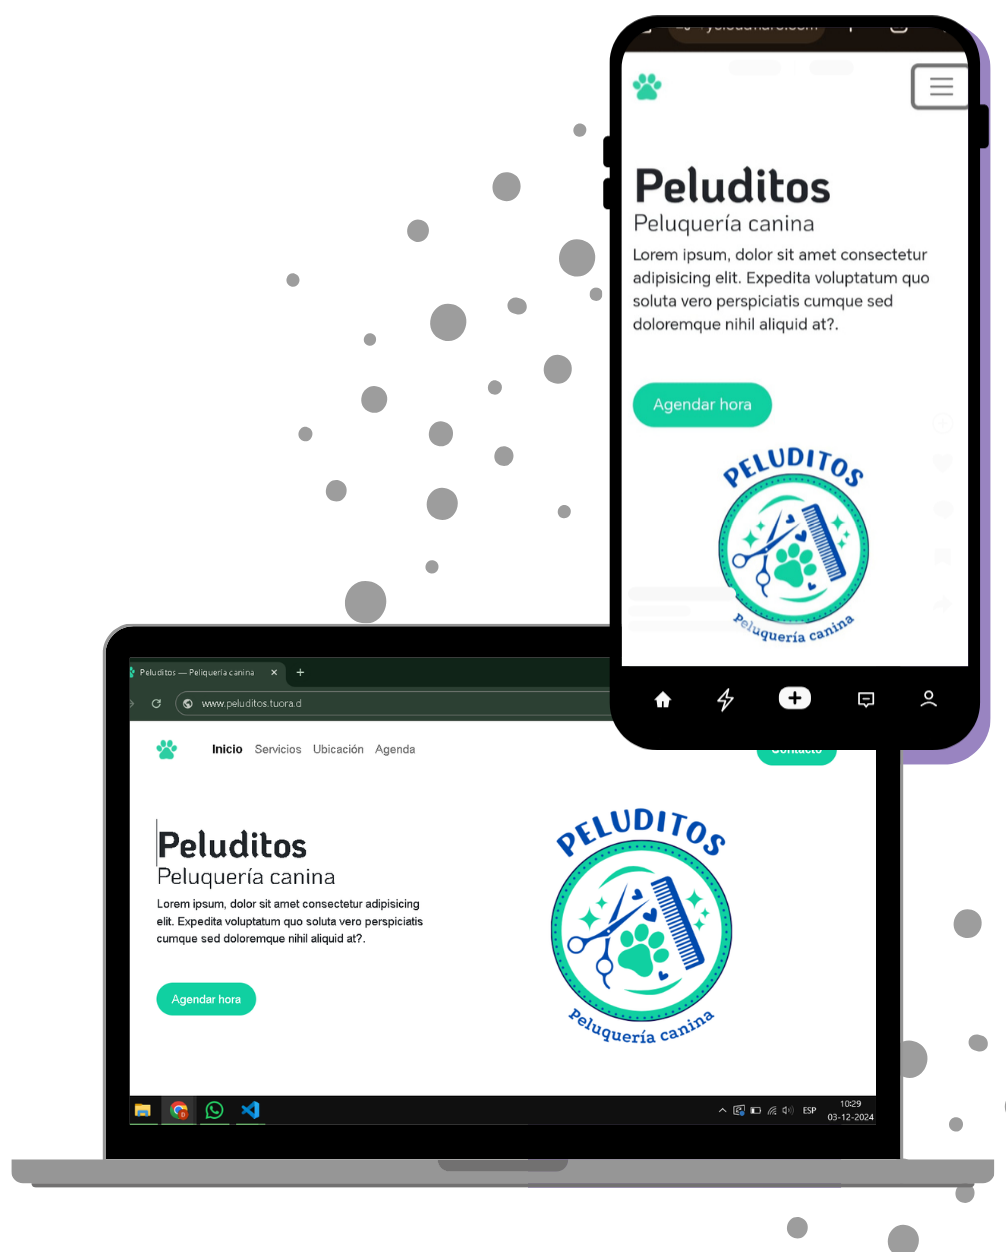 Peluditos
Peluquería canina
Lorem ipsum, dolor sit amet consectetur
adipisicing elit. Expedita voluptatum quo
soluta vero perspiciatis cumque sed
doloremque nihil aliquid at?.
Agendar hora
PELUDITOS
Peluquería canina
Peluditos — Peliquería canina
www.peluditos.tuora.d
Inicio Servicios Ubicación Agenda
Contacto
Peluditos
Peluquería canina
Lorem ipsum, dolor sit amet consectetur adipisicing
elit. Expedita voluptatum quo soluta vero perspiciatis
cumque sed doloremque nihil aliquid at?.
Agendar hora
PELUDITOS
Peluquería canina
ESP
10:29
03-12-2024